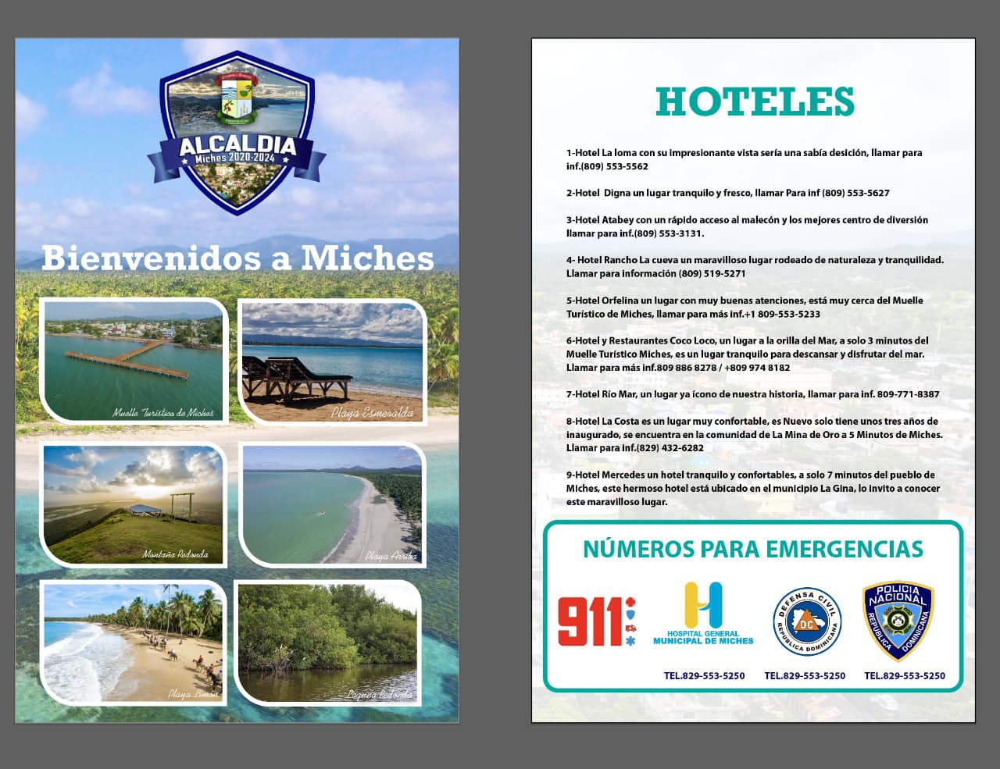 ALCALDIA
Miches 2020-2024
Bienvenidos a Miches
Muelle Turístico de Miches
Playa Esmeralda
Montaña Redonda
Playa Arriba
Playa Limón
Laguna Redonda
HOTELES
1-Hotel La loma con su impresionante vista sería una sabía desición, llamar para
inf.(809) 553-5562
2-Hotel  Digna un lugar tranquilo y fresco, llamar Para inf (809) 553-5627
3-Hotel Atabey con un rápido acceso al malecón y los mejores centro de diversión
llamar para inf.(809) 553-3131.
4- Hotel Rancho La cueva un maravilloso lugar rodeado de naturaleza y tranquilidad.
Llamar para información (809) 519-5271
5-Hotel Orfelina un lugar con muy buenas atenciones, está muy cerca del Muelle
Turístico de Miches, llamar para más inf.+1 809-553-5233
6-Hotel y Restaurantes Coco Loco, un lugar a la orilla del Mar, a solo 3 minutos del
Muelle Turístico Miches, es un lugar tranquilo para descansar y disfrutar del mar.
Llamar para más inf.809 886 8278 / +809 974 8182
7-Hotel Río Mar, un lugar ya ícono de nuestra historia, llamar para inf. 809-771-8387
8-Hotel La Costa es un lugar muy confortable, es Nuevo solo tiene unos tres años de
inaugurado, se encuentra en la comunidad de La Mina de Oro a 5 Minutos de Miches.
Llamar para inf.(829) 432-6282
9-Hotel Mercedes un hotel tranquilo y confortables, a solo 7 minutos del pueblo de
Miches, este hermoso hotel está ubicado en el municipio La Gina, lo invito a conocer
este maravilloso lugar.
NÚMEROS PARA EMERGENCIAS
911
HOSPITAL GENERAL
MUNICIPAL DE MICHES
DEFENSA CIVIL
DC
REPUBLICA DOMINICANA
POLICIA
NACIONAL
REPUBLICA
DOMINICANA
TEL.829-553-5250
TEL.829-553-5250
TEL.829-553-5250